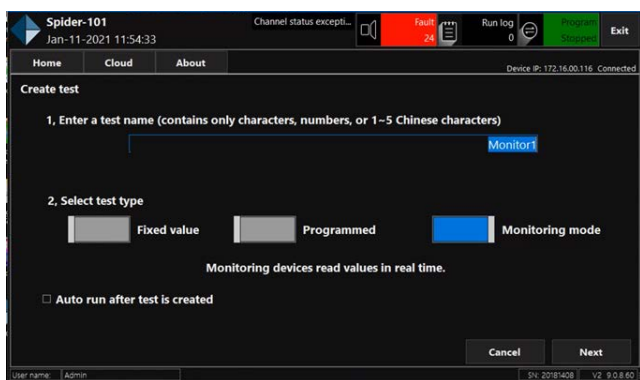 Spider-101
Channel status excepti...
Fault
24
Run log
0
Program
Stopped
Exit
Jan-11-2021 11:54:33
Home Cloud About
Device IP: 172.16.00.116 Connected
Create test
1, Enter a test name (contains only characters, numbers, or 1~5 Chinese characters)
Monitor1
2, Select test type
Fixed value Programmed Monitoring mode
Monitoring devices read values in real time.
Auto run after test is created
Cancel Next
User name: Admin SN: 20181408 V2 9.0.8.60